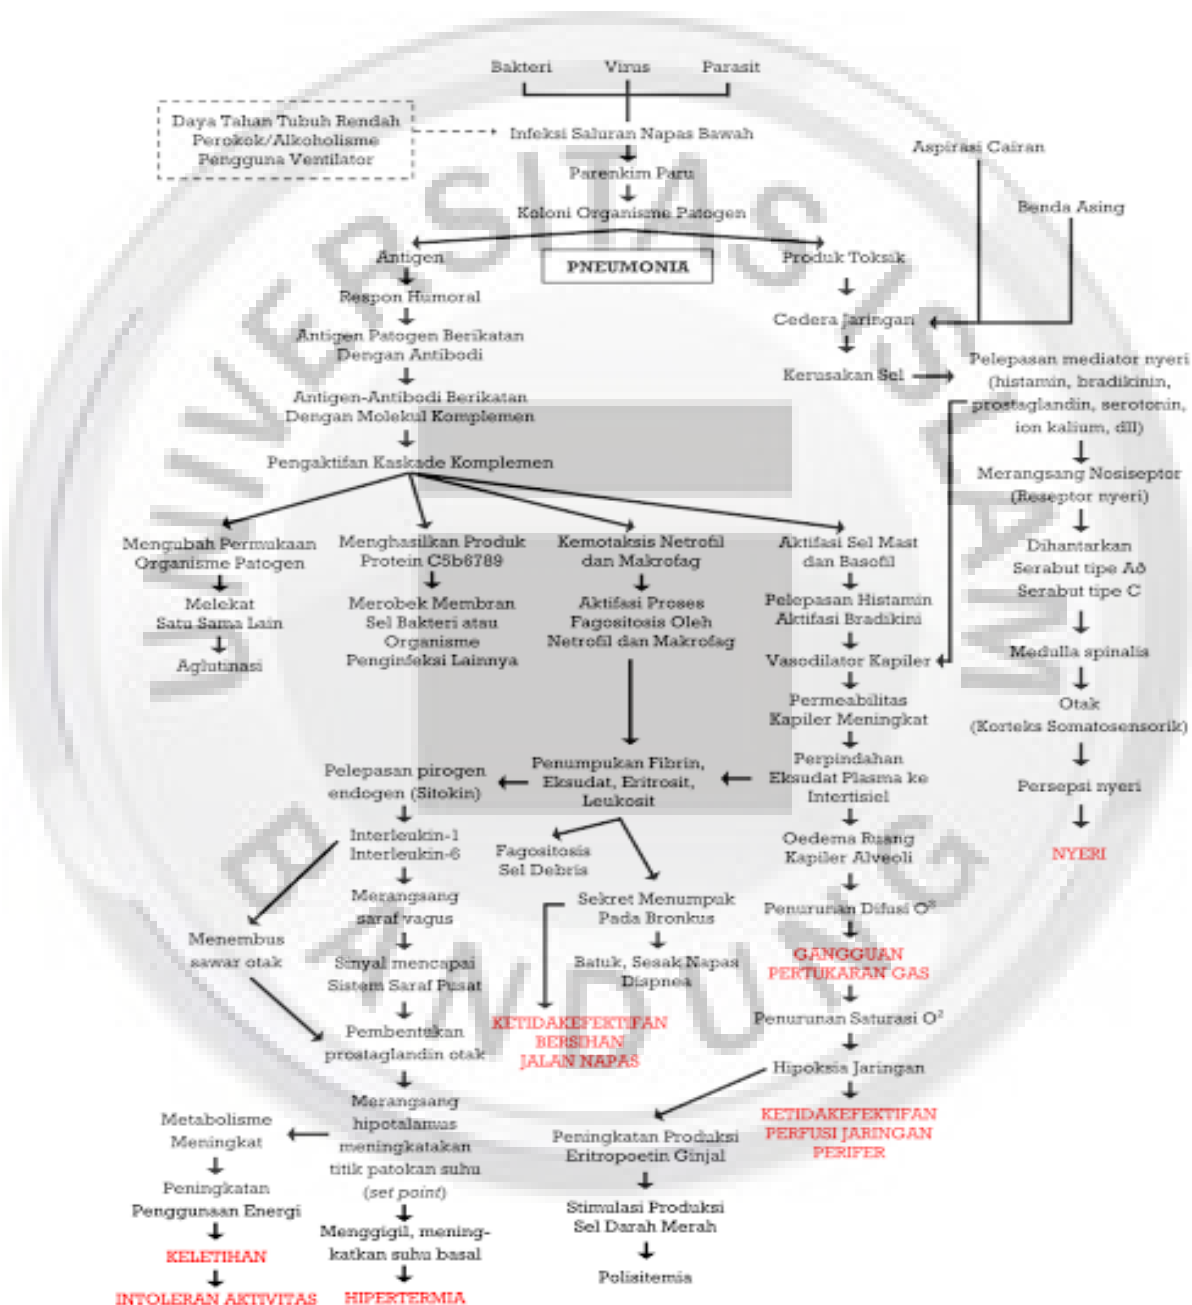 Bakteri
Virus
Parasit
Daya Tahan Tubuh Rendah
Perokok/Alkoholisme
Pengguna Ventilator
Infeksi Saluran Napas Bawah
Aspirasi Cairan
Parenkim Paru
Benda Asing
Koloni Organisme Patogen
PNEUMONIA
Antigen
Produk Toksik
Respon Humoral
Cedera Jaringan
Antigen Patogen Berikatan
Dengan Antibodi
Kerusakan Sel
Pelepasan mediator nyeri
(histamin, bradikinin,
prostaglandin, serotonin,
ion kalium, dll)
Antigen-Antibodi Berikatan
Dengan Molekul Komplemen
Pengaktifan Kaskade Komplemen
Merangsang Nosiseptor
(Reseptor nyeri)
Mengubah Permukaan
Organisme Patogen
Menghasilkan Produk
Protein C5b6789
Kemotaksis Netrofil
dan Makrofag
Aktifasi Sel Mast
dan Basofil
Dihantarkan
Serabut tipe Að
Serabut tipe C
Melekat
Satu Sama Lain
Merobek Membran
Sel Bakteri atau
Organisme
Penginfeksi Lainnya
Aktifasi Proses
Fagositosis Oleh
Netrofil dan Makrofag
Pelepasan Histamin
Aktifasi Bradikini
Aglutinasi
Vasodilator Kapiler
Medulla spinalis
Permeabilitas
Kapiler Meningkat
Otak
(Korteks Somatosensorik)
Pelepasan pirogen
endogen (Sitokin)
Penumpukan Fibrin,
Eksudat, Eritrosit,
Leukosit
Perpindahan
Eksudat Plasma ke
Intertisiel
Persepsi nyeri
Interleukin-1
Interleukin-6
Fagositosis
Sel Debris
Oedema Ruang
Kapiler Alveoli
NYERI
Merangsang
saraf vagus
Sekret Menumpuk
Pada Bronkus
Penurunan Difusi O²
Menembus
sawar otak
Sinyal mencapai
Sistem Saraf Pusat
Batuk, Sesak Napas
Dispnea
GANGGUAN
PERTUKARAN GAS
Pembentukan
prostaglandin otak
KETIDAKEFEKTIFAN
BERSIHAN
JALAN NAPAS
Penurunan Saturasi O²
Hipoksia Jaringan
Metabolisme
Meningkat
Merangsang
hipotalamus
meningkatakan
titik patokan suhu
(set point)
Peningkatan Produksi
Eritropoetin Ginjal
KETIDAKEFEKTIFAN
PERFUSI JARINGAN
PERIFER
Peningkatan
Penggunaan Energi
Menggigil, mening-
katkan suhu basal
Stimulasi Produksi
Sel Darah Merah
KELETIHAN
Polisitemia
INTOLERAN AKTIVITAS
HIPERTERMIA
UNIVERSITAS ISLAM
BANDUNG